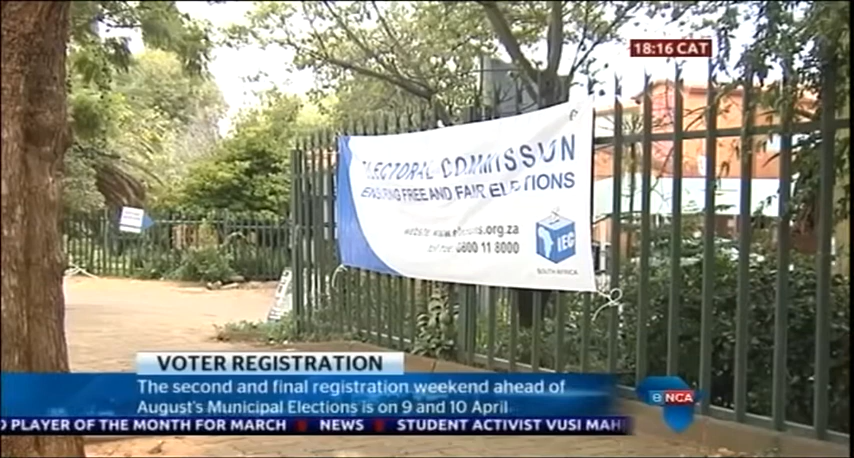 18:16 CAT
ELECTORAL COMMISSION
ENSURING FREE AND FAIR ELECTIONS
0800 11 8000
IEC
SOUTH AFRICA
VOTER REGISTRATION
The second and final registration weekend ahead of
August's Municipal Elections is on 9 and 10 April
eNCA
PLAYER OF THE MONTH FOR MARCH NEWS STUDENT ACTIVIST VUSI MAH